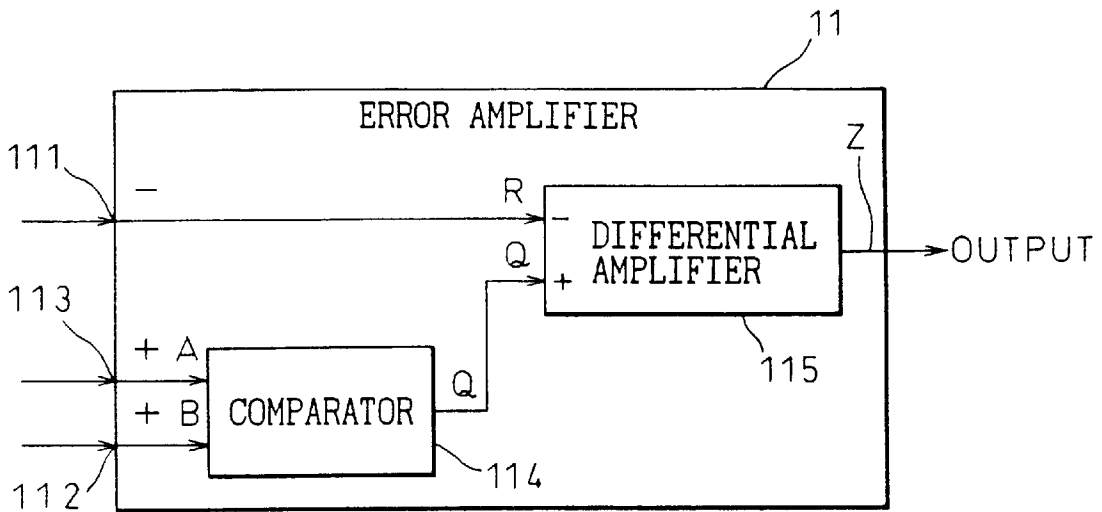 11
ERROR AMPLIFIER
Z
111
−
R
−
DIFFERENTIAL
AMPLIFIER
OUTPUT
Q
+
113
+ A
115
Q
+ B
COMPARATOR
112
114